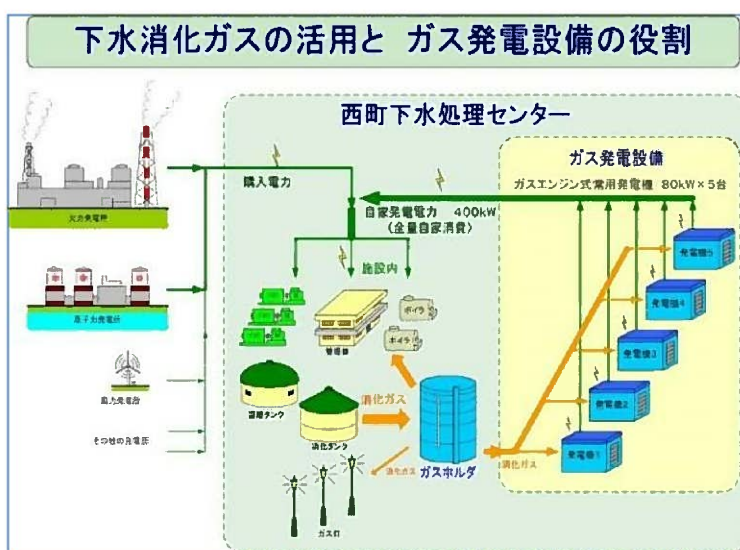 下水消化ガスの活用と ガス発電設備の役割
西町下水処理センター
ガス発電設備
ガスエンジン式常用発電機 80kW×5台
購入電力
自家発電電力 400kW
(全量自家消費)
火力発電所
施設内
原子力発電所
ボイラ
ボイラ
管理棟
風力発電所
その他の発電所
消化タンク
消化ガス
消化ガス
ガスホルダ
消化ガス
ガス灯
発電機5
発電機4
発電機3
発電機2
発電機1